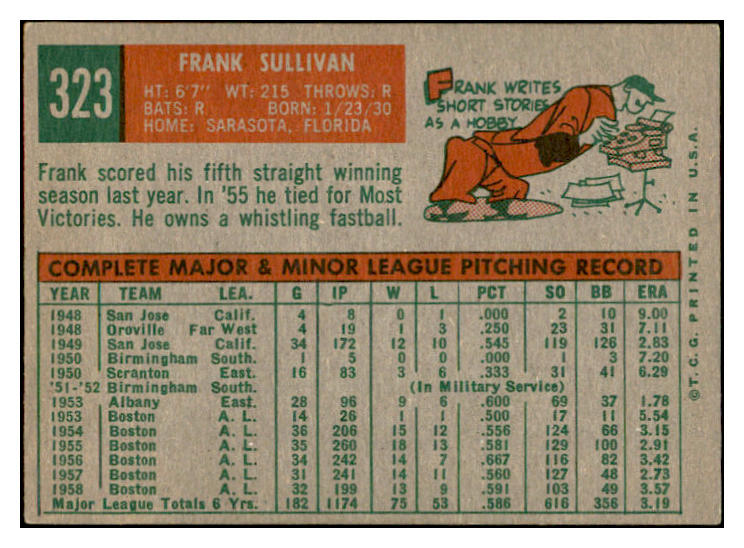 323
FRANK SULLIVAN
HT: 6'7" WT: 215 THROWS: R
BATS: R. BORN: 1/23/30
HOME: SARASOTA, FLORIDA
FRANK WRITES
SHORT STORIES
AS A HOBBY
Frank scored his fifth straight winning
season last year. In '55 he tied for Most
Victories. He owns a whistling fastball.
COMPLETE MAJOR & MINOR LEAGUE PITCHING RECORD
YEAR TEAM LEA. G IP W L PCT SO BB ERA
1948 San Jose Calif. 4 8 0 1 .000 2 10 9.00
1948 Oroville Far West 4 19 1 3 .250 23 31 7.11
1949 San Jose Calif. 34 172 12 10 .545 119 126 2.83
1950 Birmingham South. 1 5 0 0 .000 1 3 7.20
1950 Scranton East. 16 83 3 6 .333 31 41 6.29
'51-'52 Birmingham South. (In Military Service)
1953 Albany East. 28 96 9 6 .600 69 37 1.78
1953 Boston A. L. 14 26 1 1 .500 17 11 5.54
1954 Boston A. L. 36 206 15 12 .556 124 66 3.15
1955 Boston A. L. 35 260 18 13 .581 129 100 2.91
1956 Boston A. L. 34 242 14 7 .667 116 82 3.42
1957 Boston A. L. 31 241 14 11 .560 127 48 2.73
1958 Boston A. L. 32 199 13 9 .591 103 49 3.57
Major League Totals 6 Yrs. 182 1174 75 53 .586 616 356 3.19
©T.C.G. PRINTED IN U.S.A.